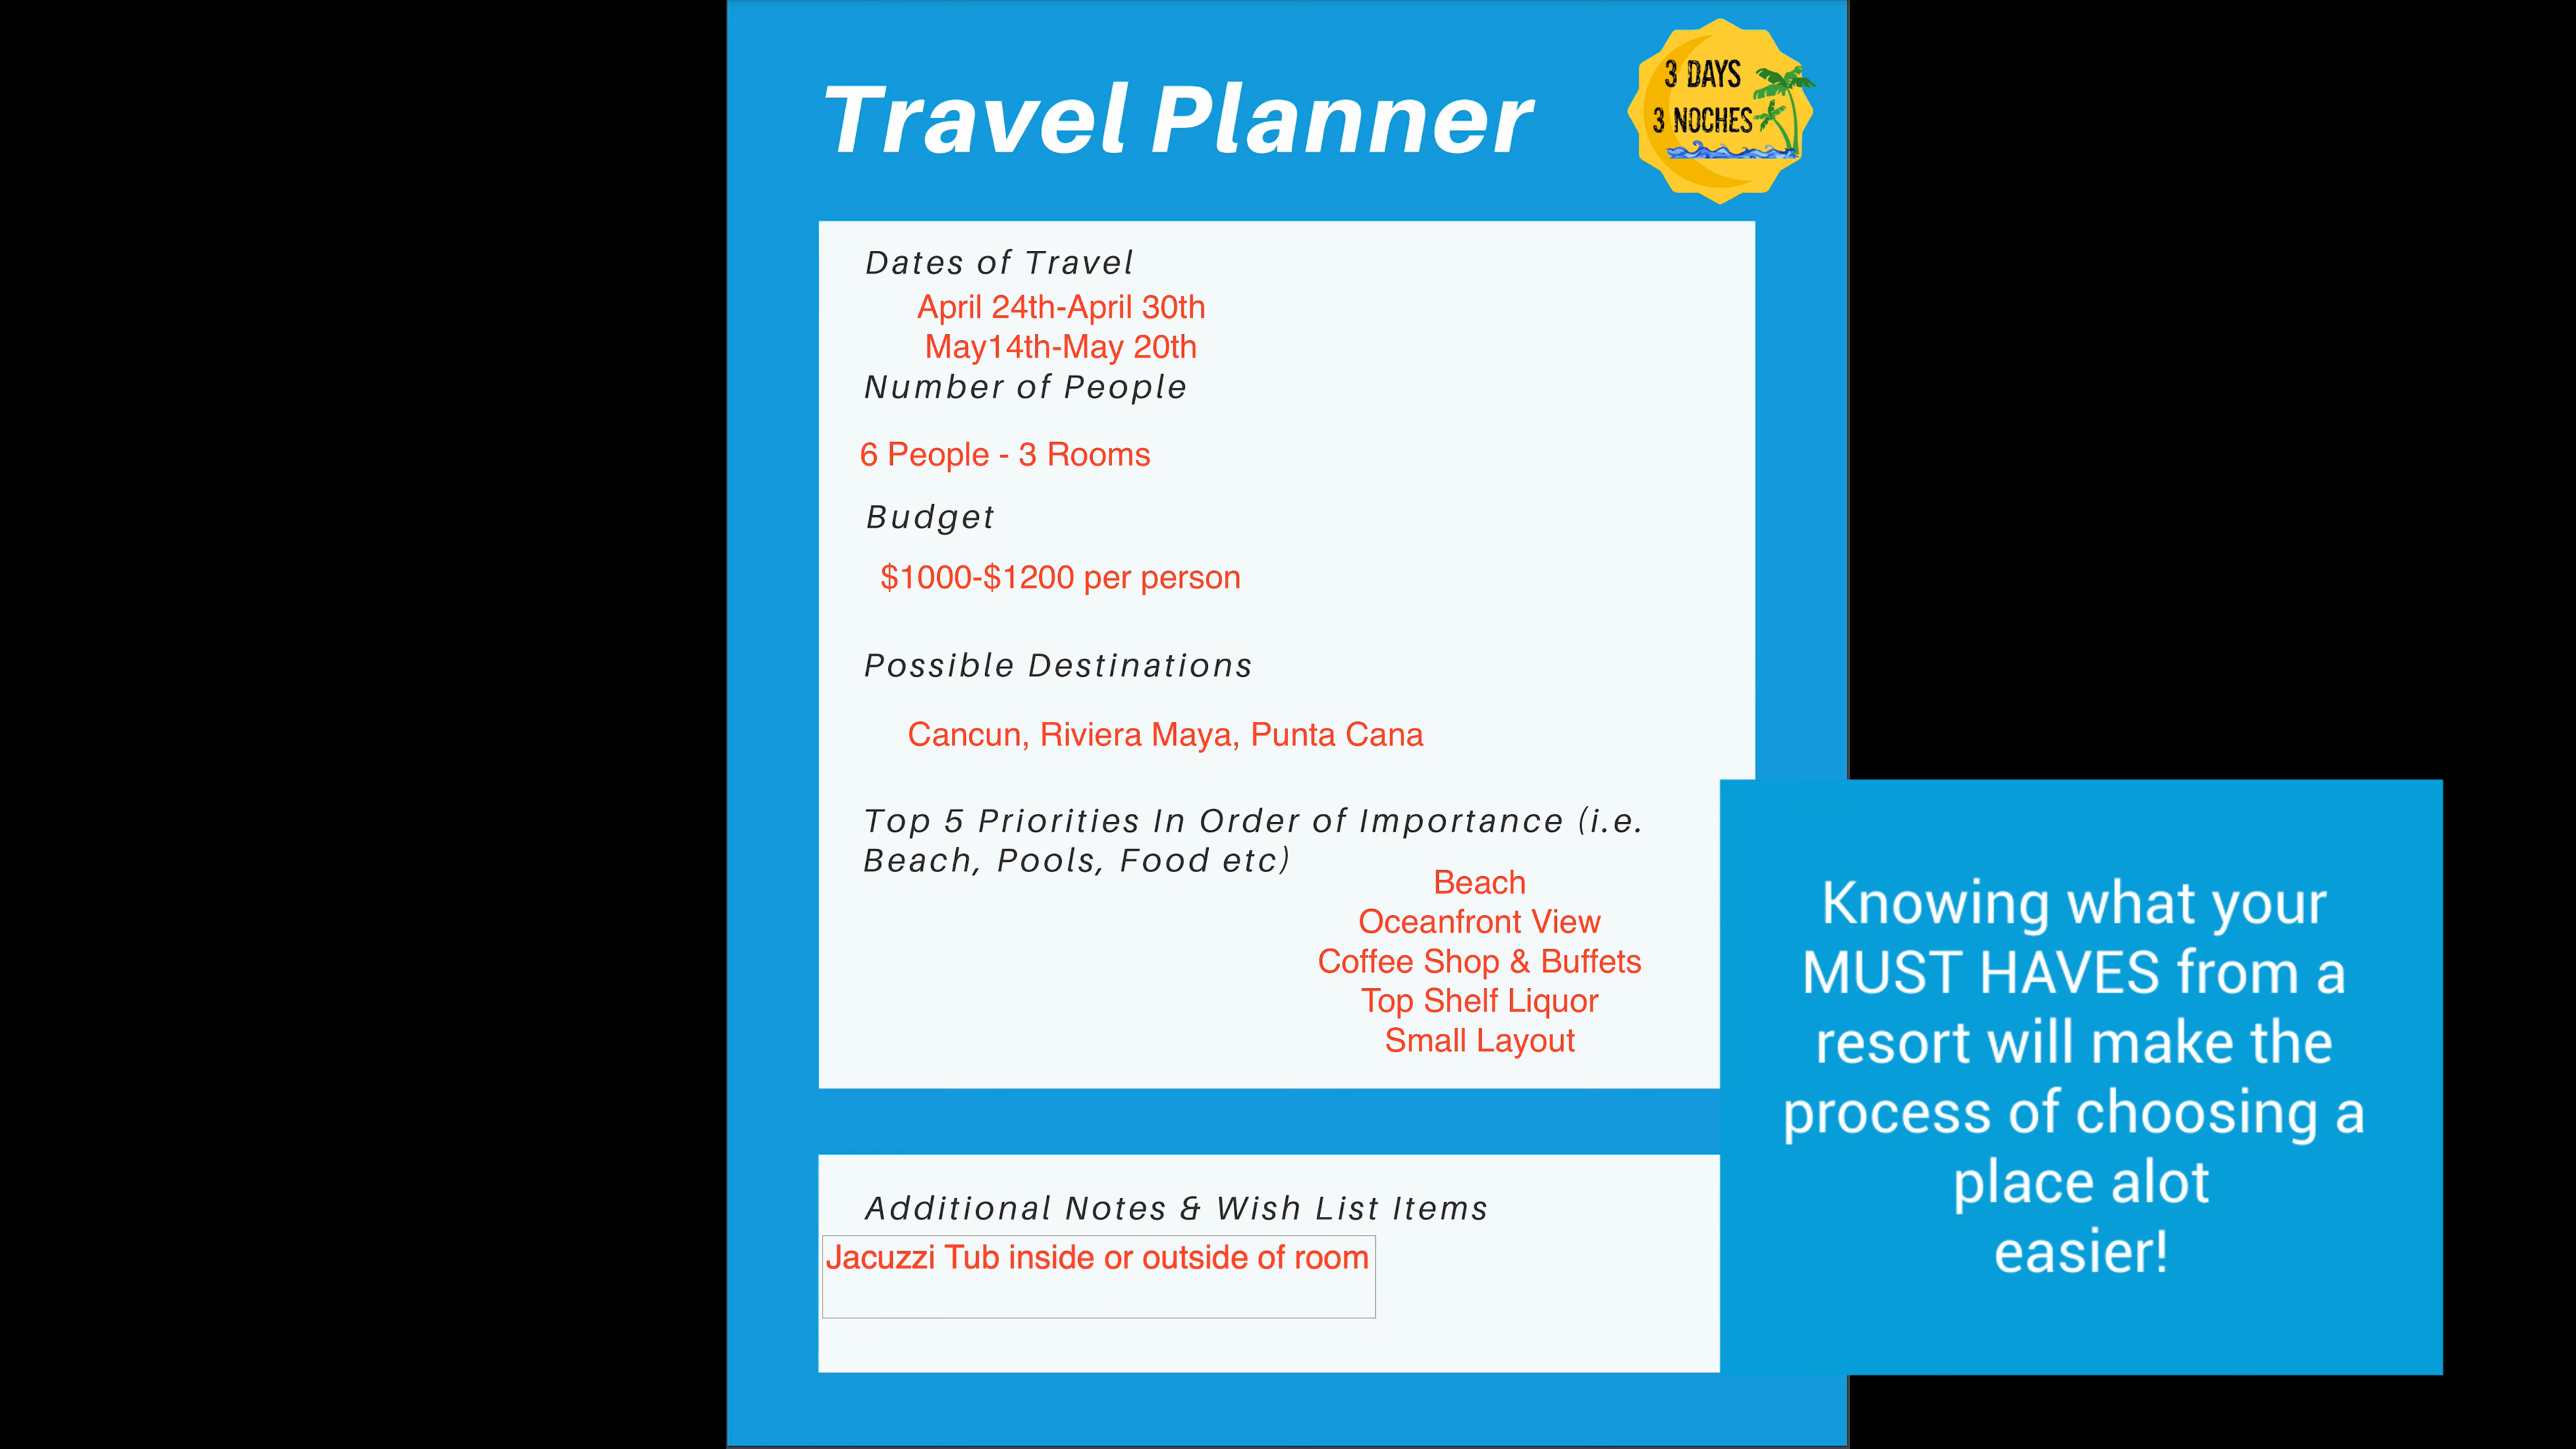 Travel Planner
3 DAYS
3 NOCHES
Dates of Travel
April 24th-April 30th
May14th-May 20th
Number of People
6 People - 3 Rooms
Budget
$1000-$1200 per person
Possible Destinations
Cancun, Riviera Maya, Punta Cana
Top 5 Priorities In Order of Importance (i.e.
Beach, Pools, Food etc)
Beach
Oceanfront View
Coffee Shop & Buffets
Top Shelf Liquor
Small Layout
Additional Notes & Wish List Items
Jacuzzi Tub inside or outside of room
Knowing what your
MUST HAVES from a
resort will make the
process of choosing a
place alot
easier!